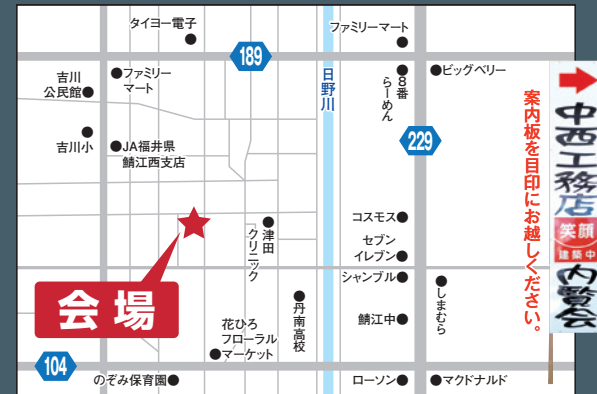 タイヨー電子
ファミリーマート
189
吉川
公民館
ファミリー
マート
日野川
8番
らーめん
ビッグベリー
吉川小
JA福井県
鯖江西支店
229
コスモス
セブン
イレブン
津田
クリニック
シャンブル
会場
丹南高校
しまむら
鯖江中
花ひろ
フローラル
マーケット
104
のぞみ保育園
ローソン
マクドナルド
案内板を目印にお越しください。
中西工務店
笑顔
建築中
内覧会